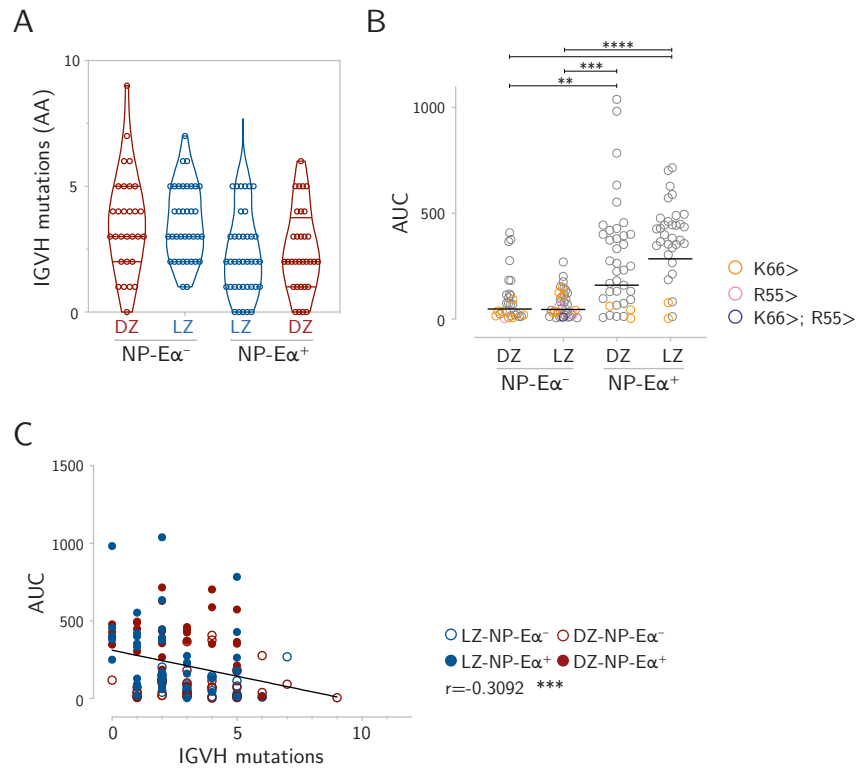 A
IGVH mutations (AA)
10
5
0
DZ
LZ
LZ
DZ
NP-Eα⁻
NP-Eα⁺
B
****
***
**
AUC
1000
500
0
DZ
LZ
DZ
LZ
NP-Eα⁻
NP-Eα⁺
K66>
R55>
K66>; R55>
C
AUC
1500
1000
500
0
0
5
10
IGVH mutations
LZ-NP-Eα⁻ DZ-NP-Eα⁻
LZ-NP-Eα⁺ DZ-NP-Eα⁺
r=-0.3092 ***